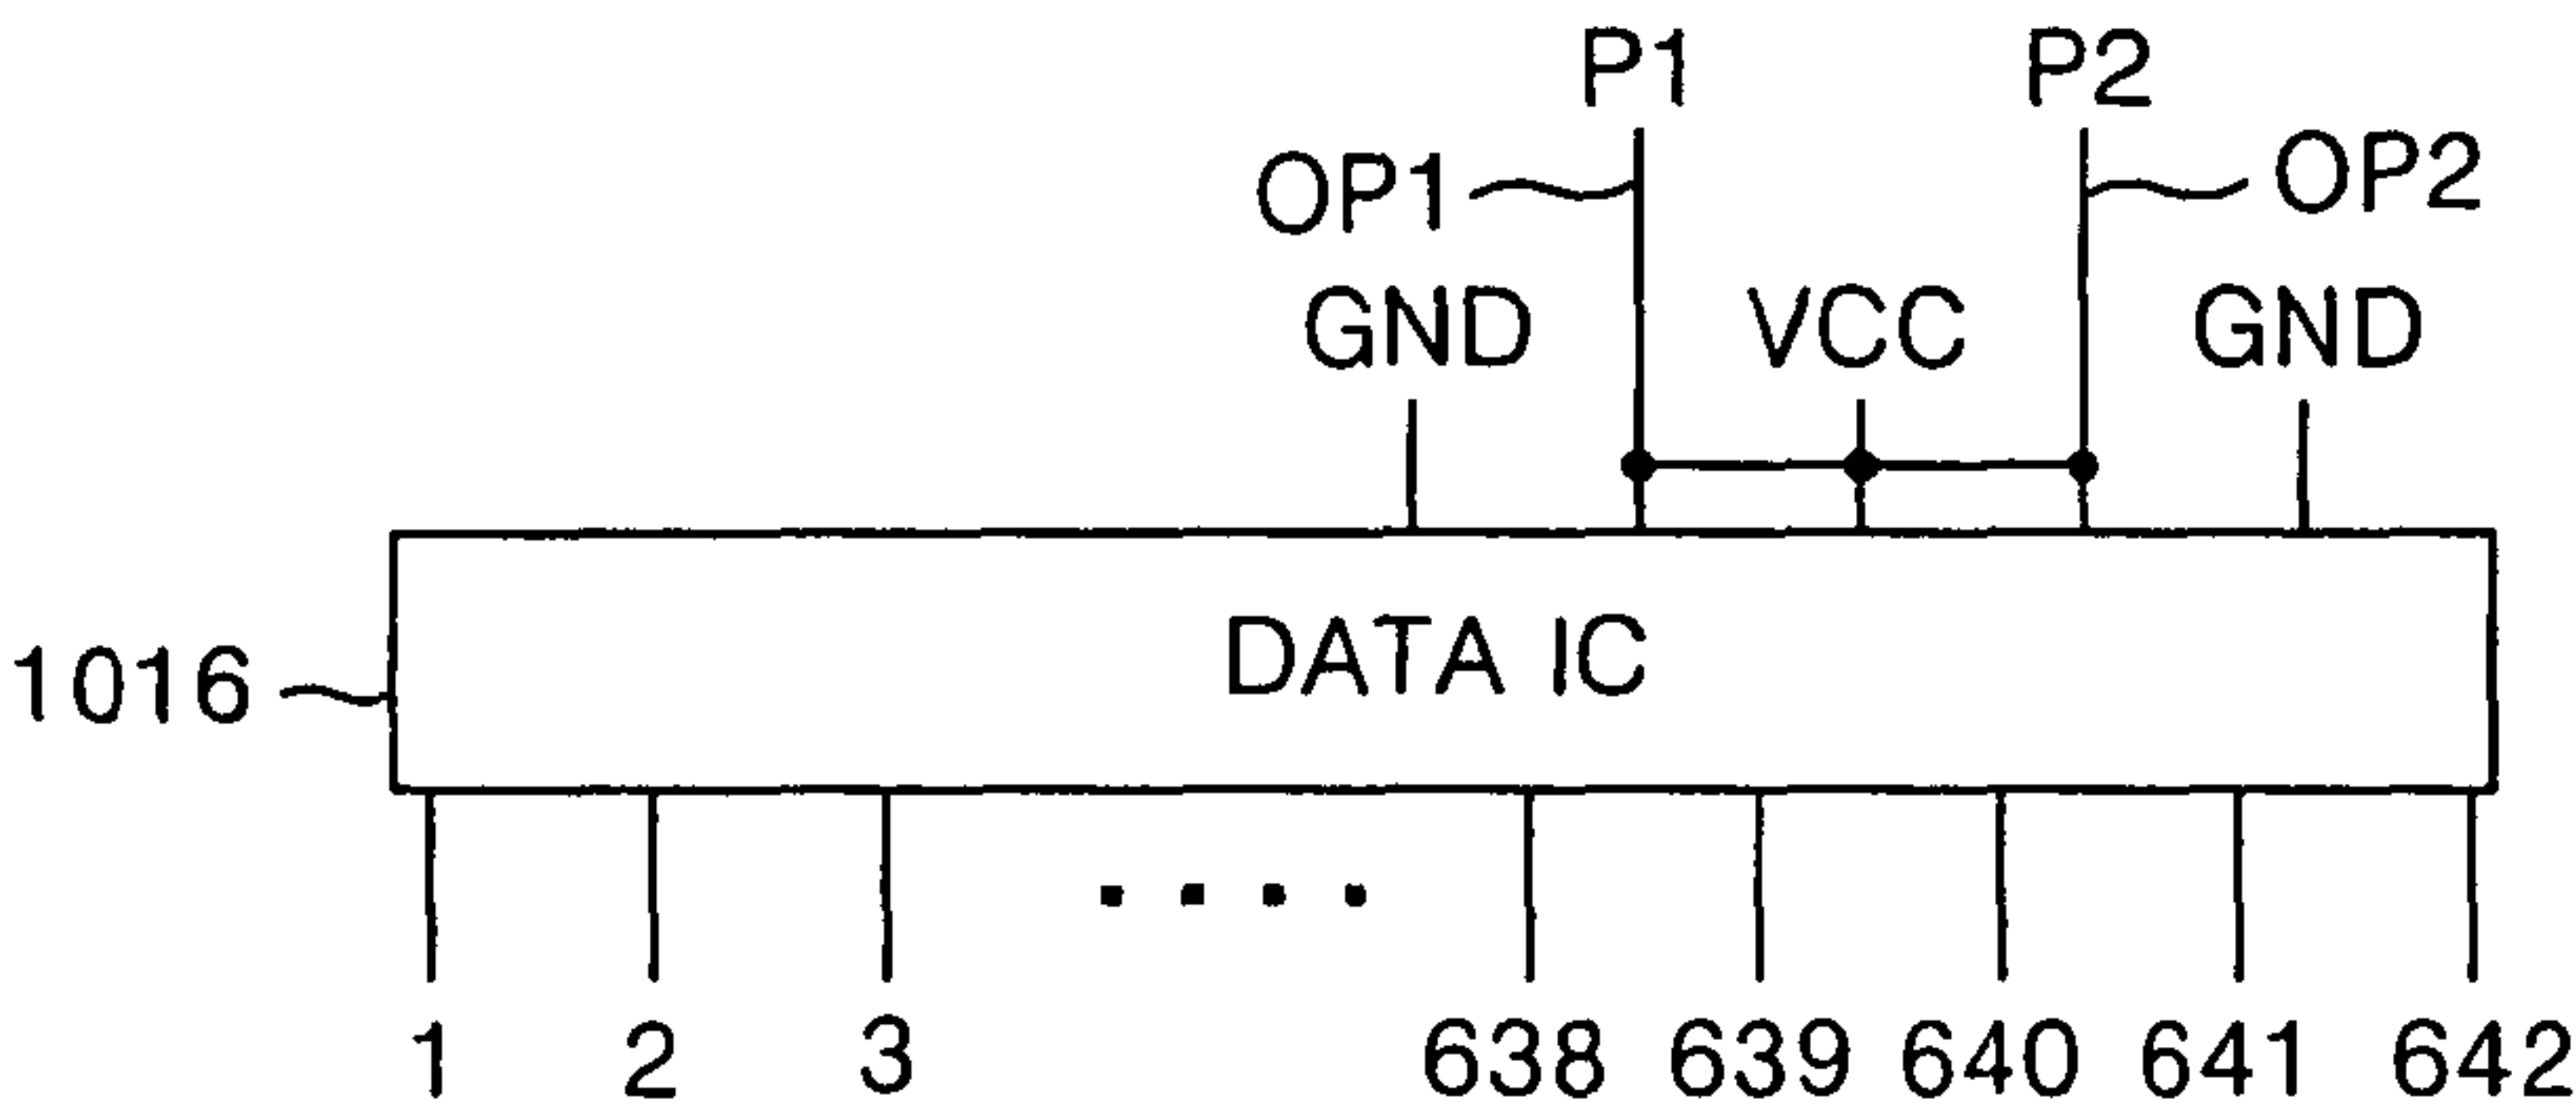 P1 P2
OP1 OP2
GND VCC GND
DATA IC
1016
1 2 3 638 639 640 641 642